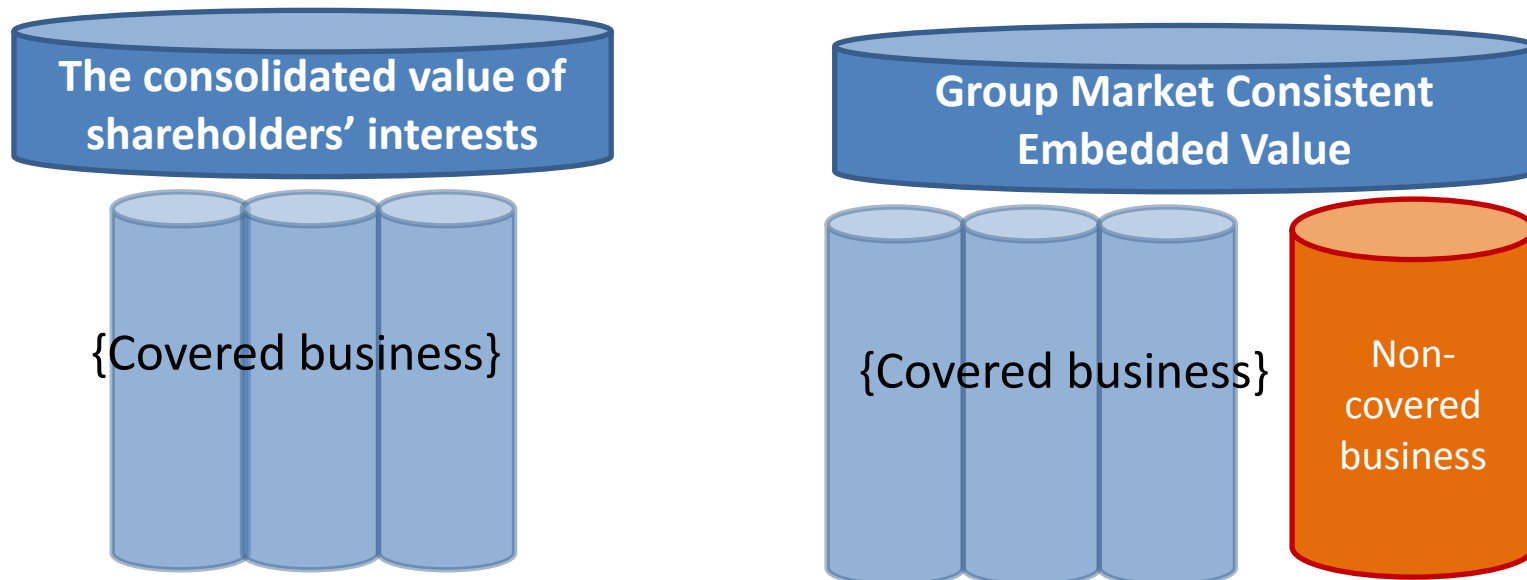 The consolidated value of
shareholders’ interests
{Covered business}
Group Market Consistent
Embedded Value
{Covered business}
Non-
covered
business